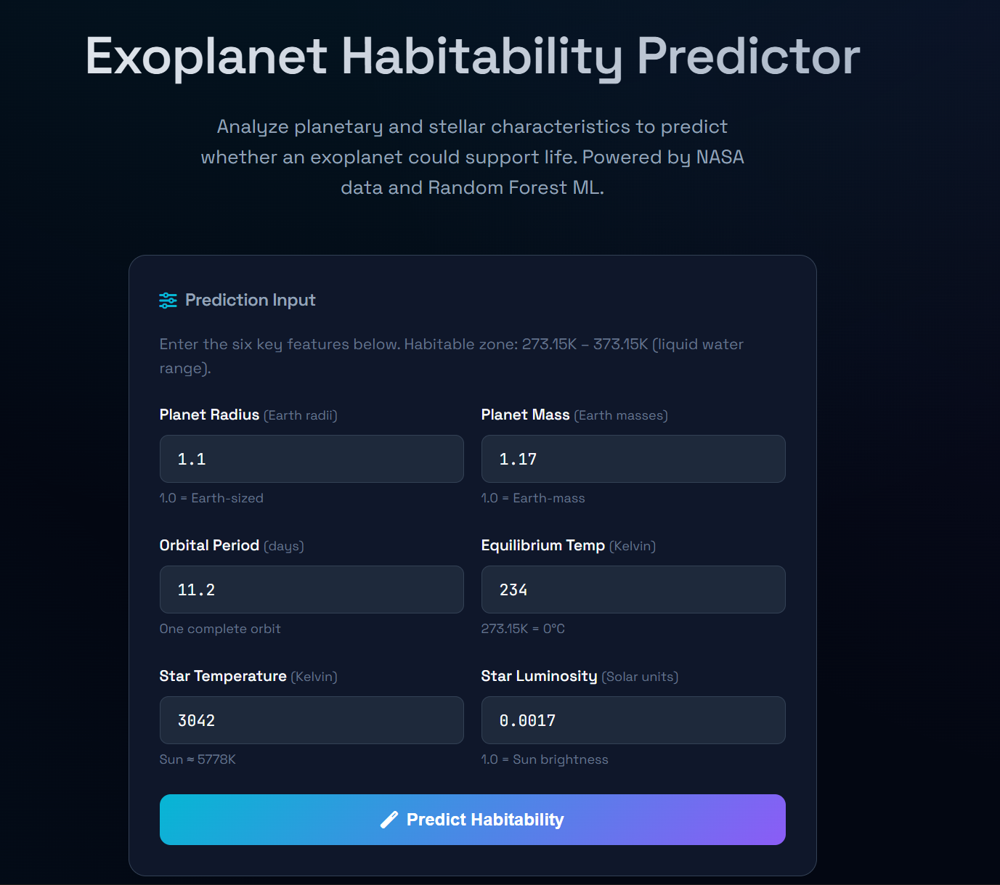 Exoplanet Habitability Predictor
Analyze planetary and stellar characteristics to predict
whether an exoplanet could support life. Powered by NASA
data and Random Forest ML.
Prediction Input
Enter the six key features below. Habitable zone: 273.15K – 373.15K (liquid water
range).
Planet Radius (Earth radii)
1.1
1.0 = Earth-sized
Planet Mass (Earth masses)
1.17
1.0 = Earth-mass
Orbital Period (days)
11.2
One complete orbit
Equilibrium Temp (Kelvin)
234
273.15K = 0°C
Star Temperature (Kelvin)
3042
Sun ≈ 5778K
Star Luminosity (Solar units)
0.0017
1.0 = Sun brightness
Predict Habitability